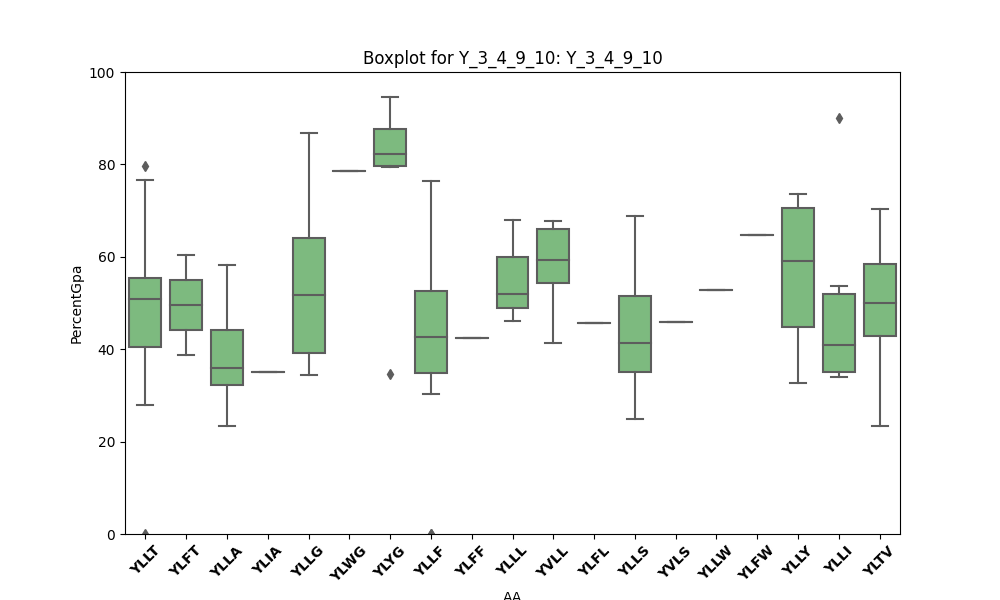 Boxplot for Y_3_4_9_10: Y_3_4_9_10
100
80
60
40
20
0
PercentGpa
YLLT YLFT YLLA YLIA YLLG YLWG YLYG YLLF YLFF YLLL YVLL YLFL YLLS YVLS YLLW YLFW YLLY YLLI YLTV
AA